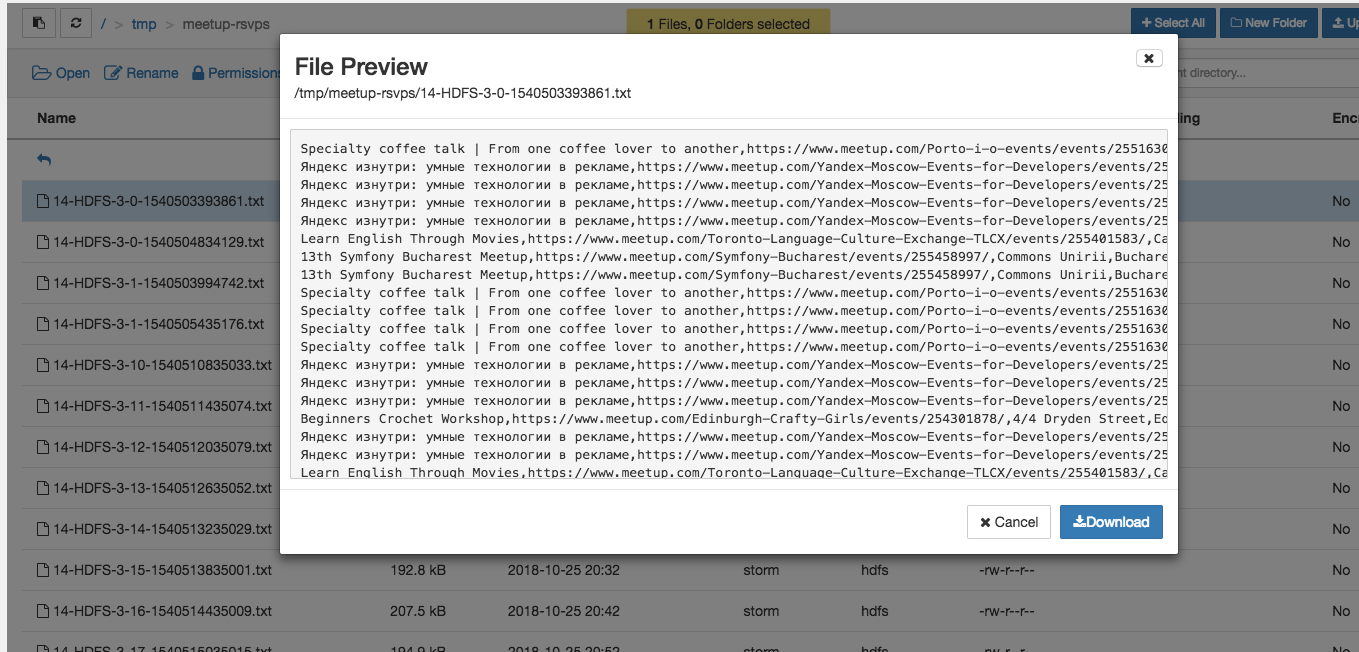 / > tmp > meetup-rsvps
1 Files, 0 Folders selected
Select All
New Folder
Open
Rename
Permissions
nt directory...
File Preview
/tmp/meetup-rsvps/14-HDFS-3-0-1540503393861.txt
Name
ing
Enc
Specialty coffee talk | From one coffee lover to another,https://www.meetup.com/Porto-i-o-events/events/2551630
Яндекс изнутри: умные технологии в рекламе,https://www.meetup.com/Yandex-Moscow-Events-for-Developers/events/25
Яндекс изнутри: умные технологии в рекламе,https://www.meetup.com/Yandex-Moscow-Events-for-Developers/events/25
Яндекс изнутри: умные технологии в рекламе,https://www.meetup.com/Yandex-Moscow-Events-for-Developers/events/25
Яндекс изнутри: умные технологии в рекламе,https://www.meetup.com/Yandex-Moscow-Events-for-Developers/events/25
Learn English Through Movies,https://www.meetup.com/Toronto-Language-Culture-Exchange-TLCX/events/255401583/,Ca
13th Symfony Bucharest Meetup,https://www.meetup.com/Symfony-Bucharest/events/255458997/,Commons Unirii,Buchare
13th Symfony Bucharest Meetup,https://www.meetup.com/Symfony-Bucharest/events/255458997/,Commons Unirii,Buchare
Specialty coffee talk | From one coffee lover to another,https://www.meetup.com/Porto-i-o-events/events/2551630
Specialty coffee talk | From one coffee lover to another,https://www.meetup.com/Porto-i-o-events/events/2551630
Specialty coffee talk | From one coffee lover to another,https://www.meetup.com/Porto-i-o-events/events/2551630
Specialty coffee talk | From one coffee lover to another,https://www.meetup.com/Porto-i-o-events/events/2551630
Яндекс изнутри: умные технологии в рекламе,https://www.meetup.com/Yandex-Moscow-Events-for-Developers/events/25
Яндекс изнутри: умные технологии в рекламе,https://www.meetup.com/Yandex-Moscow-Events-for-Developers/events/25
Яндекс изнутри: умные технологии в рекламе,https://www.meetup.com/Yandex-Moscow-Events-for-Developers/events/25
Beginners Crochet Workshop,https://www.meetup.com/Edinburgh-Crafty-Girls/events/254301878/,4/4 Dryden Street,Ed
Яндекс изнутри: умные технологии в рекламе,https://www.meetup.com/Yandex-Moscow-Events-for-Developers/events/25
Яндекс изнутри: умные технологии в рекламе,https://www.meetup.com/Yandex-Moscow-Events-for-Developers/events/25
Learn English Through Movies,https://www.meetup.com/Toronto-Language-Culture-Exchange-TLCX/events/255401583/,Ca
Cancel
Download
14-HDFS-3-0-1540503393861.txt No
14-HDFS-3-0-1540504834129.txt No
14-HDFS-3-1-1540503994742.txt No
14-HDFS-3-1-1540505435176.txt No
14-HDFS-3-10-1540510835033.txt No
14-HDFS-3-11-1540511435074.txt No
14-HDFS-3-12-1540512035079.txt No
14-HDFS-3-13-1540512635052.txt No
14-HDFS-3-14-1540513235029.txt No
14-HDFS-3-15-1540513835001.txt 192.8 kB 2018-10-25 20:32 storm hdfs -rw-r--r-- No
14-HDFS-3-16-1540514435009.txt 207.5 kB 2018-10-25 20:42 storm hdfs -rw-r--r-- No
14-HDFS-3-17-1540515035015.txt 194.9 kB 2018-10-25 20:52 storm hdfs -rw-r--r-- No